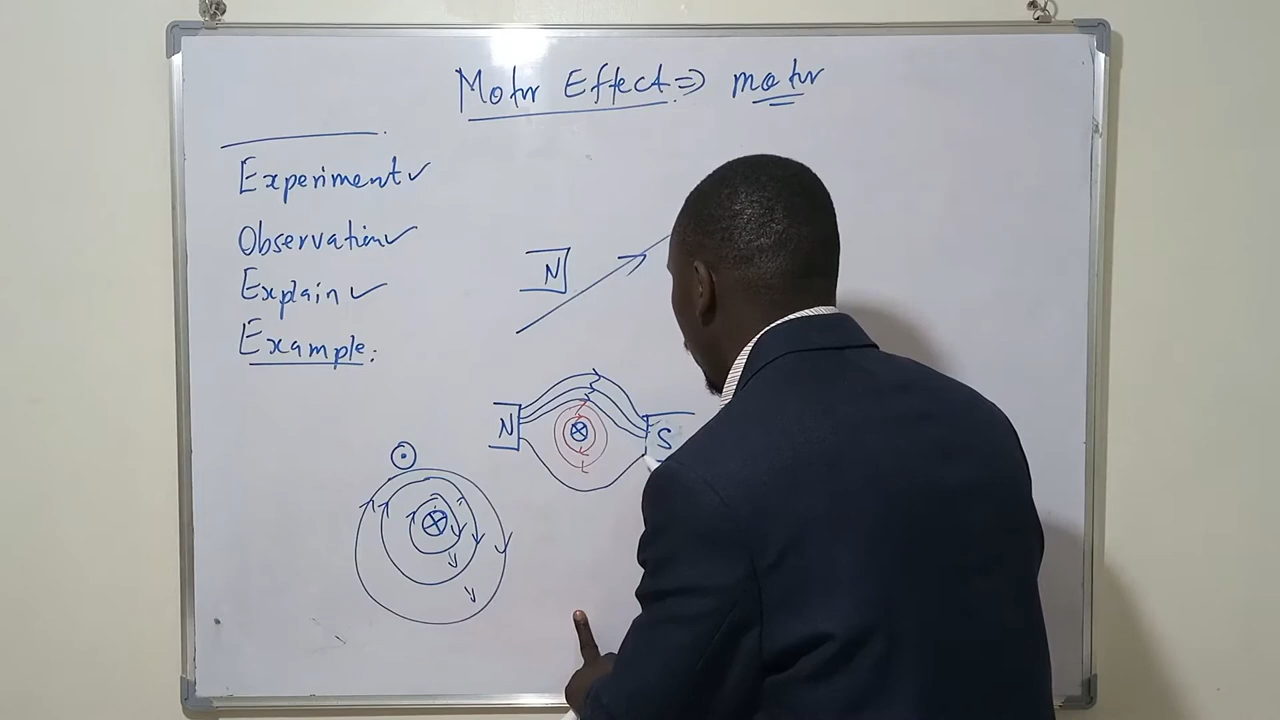 Motor Effect => motor
Experiment ✓
Observation ✓
Explain ✓
Example:
N
N
S